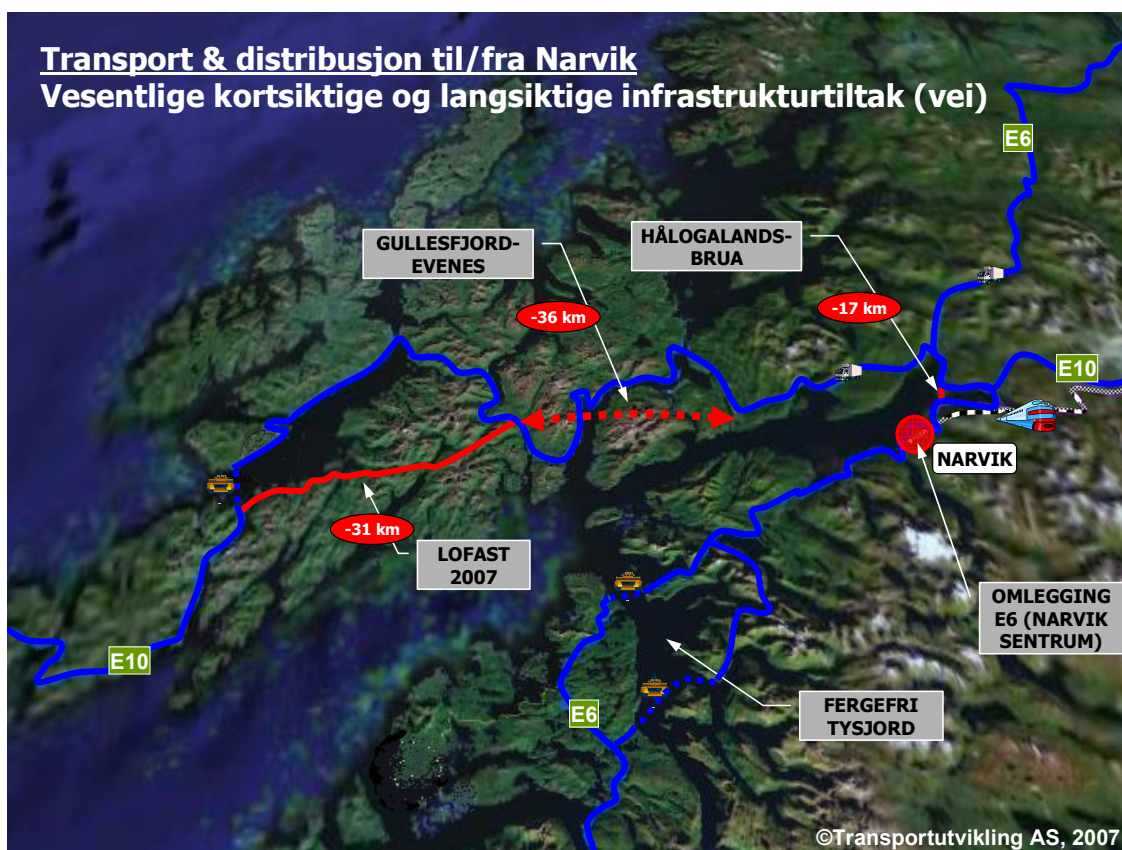 Transport & distribusjon til/fra Narvik
Vesentlige kortsiktige og langsiktige infrastrukturtiltak (vei)
E6
GULLESFJORD-
EVENES
HÅLOGALANDS-
BRUA
-36 km
-17 km
E10
NARVIK
-31 km
LOFAST
2007
OMLEGGING
E6 (NARVIK
SENTRUM)
E10
E6
FERGEFRI
TYSJORD
©Transportutvikling AS, 2007